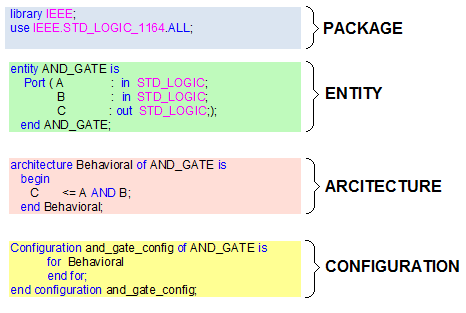 library IEEE;
use IEEE.STD_LOGIC_1164.ALL;
PACKAGE
entity AND_GATE is
Port ( A : in STD_LOGIC;
B : in STD_LOGIC;
C : out STD_LOGIC;);
end AND_GATE;
ENTITY
architecture Behavioral of AND_GATE is
begin
C <= A AND B;
end Behavioral;
ARCITECTURE
Configuration and_gate_config of AND_GATE is
for Behavioral
end for;
end configuration and_gate_config;
CONFIGURATION